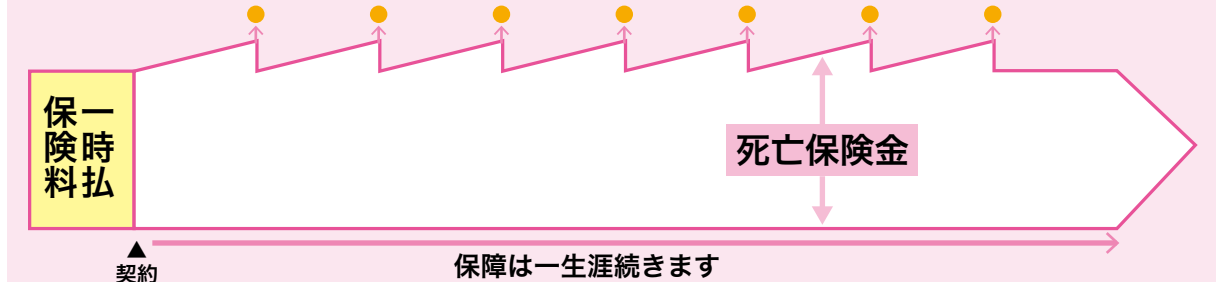 一時払
保険料
死亡保険金
▲
契約
保障は一生涯続きます